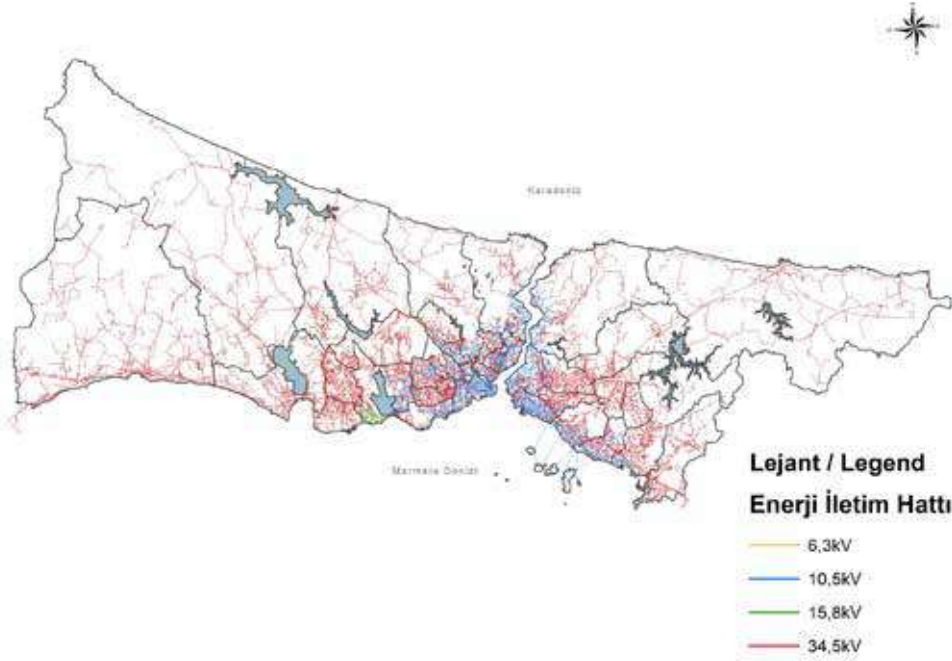 Karadeniz
Marmara Denizi
Lejant / Legend
Enerji İletim Hattı
6,3kV
10,5kV
15,8kV
34,5kV